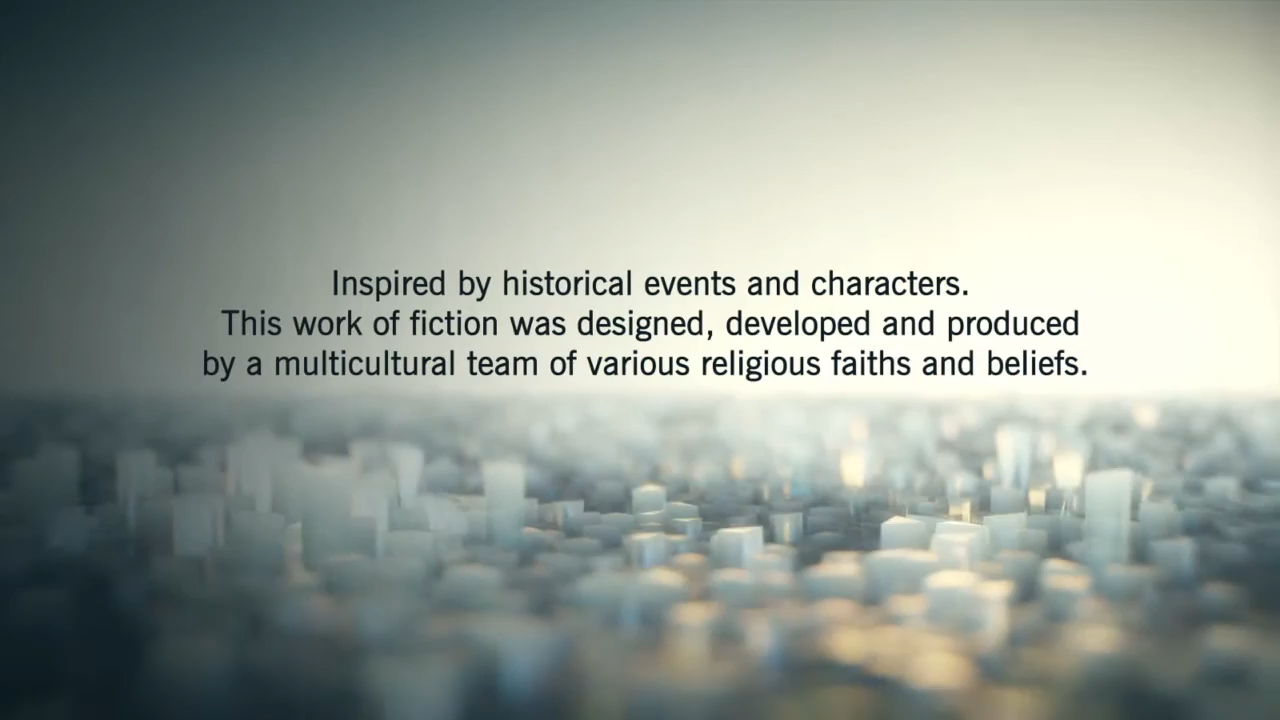 Inspired by historical events and characters.
This work of fiction was designed, developed and produced
by a multicultural team of various religious faiths and beliefs.